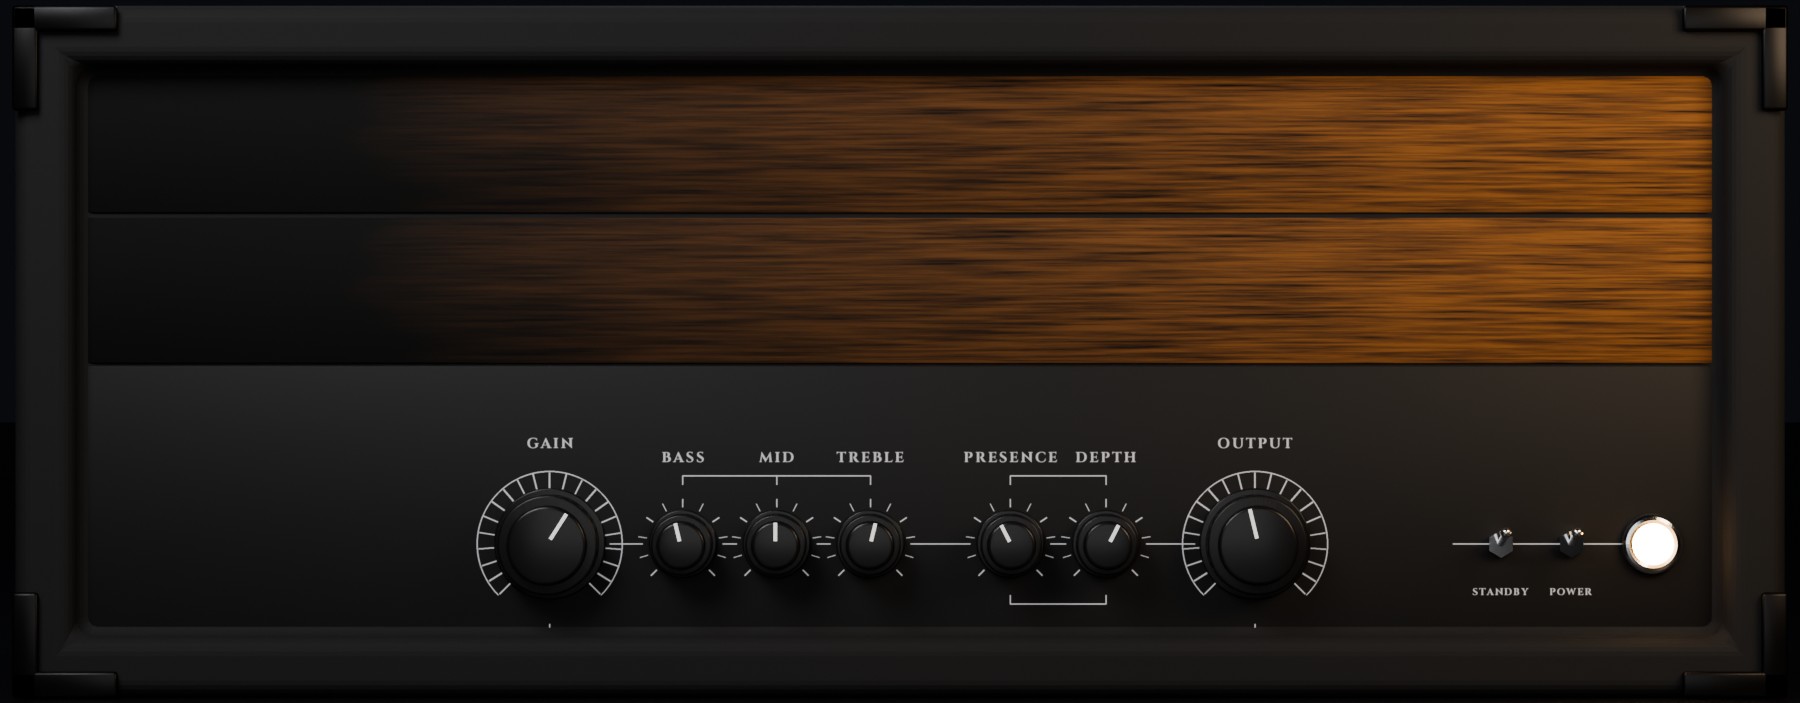 GAIN
BASS
MID
TREBLE
PRESENCE
DEPTH
OUTPUT
STANDBY
POWER